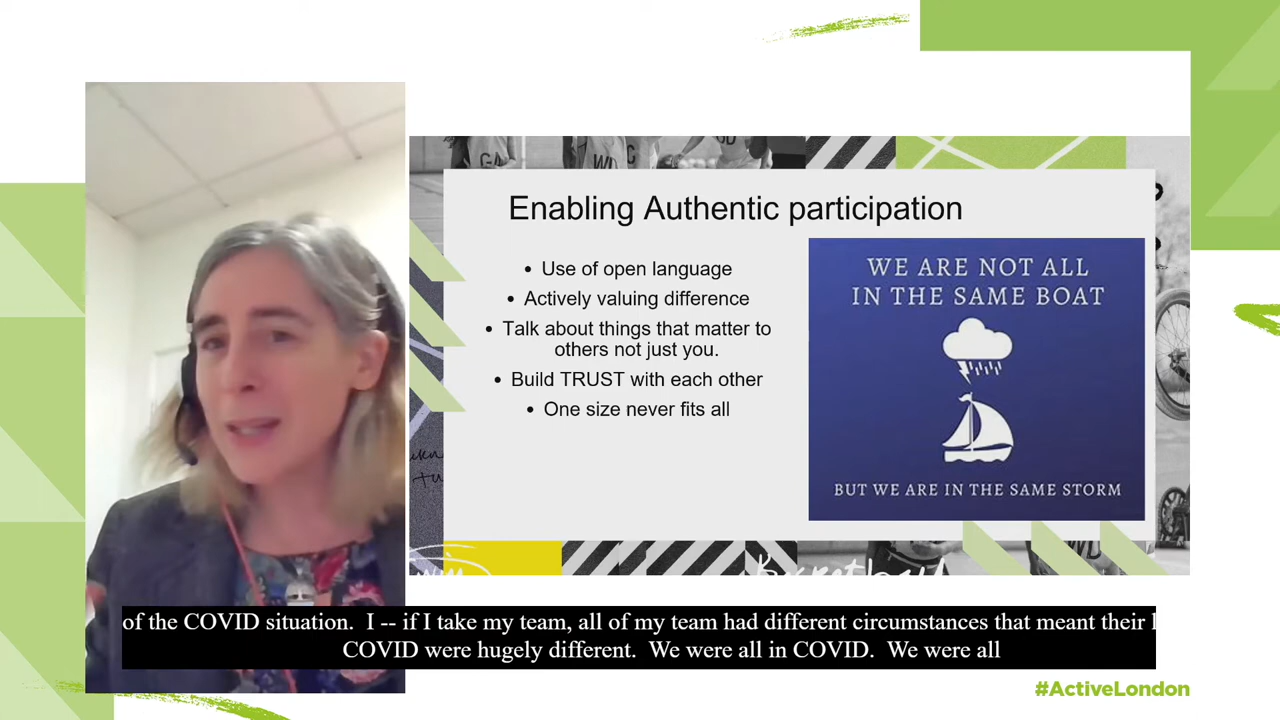 Enabling Authentic participation
• Use of open language
• Actively valuing difference
• Talk about things that matter to
others not just you.
• Build TRUST with each other
• One size never fits all
WE ARE NOT ALL
IN THE SAME BOAT
BUT WE ARE IN THE SAME STORM
of the COVID situation.  I -- if I take my team, all of my team had different circumstances that meant their
COVID were hugely different.  We were all in COVID.  We were all
#ActiveLondon